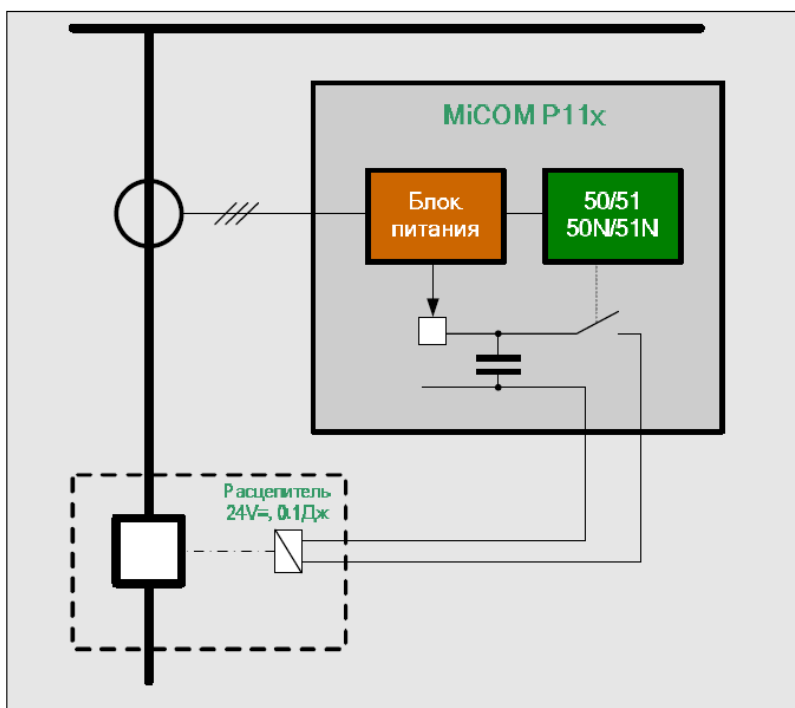 MiCOM P11x
Блок
питания
50/51
50N/51N
Расцепитель
24V=, 0.1Дж